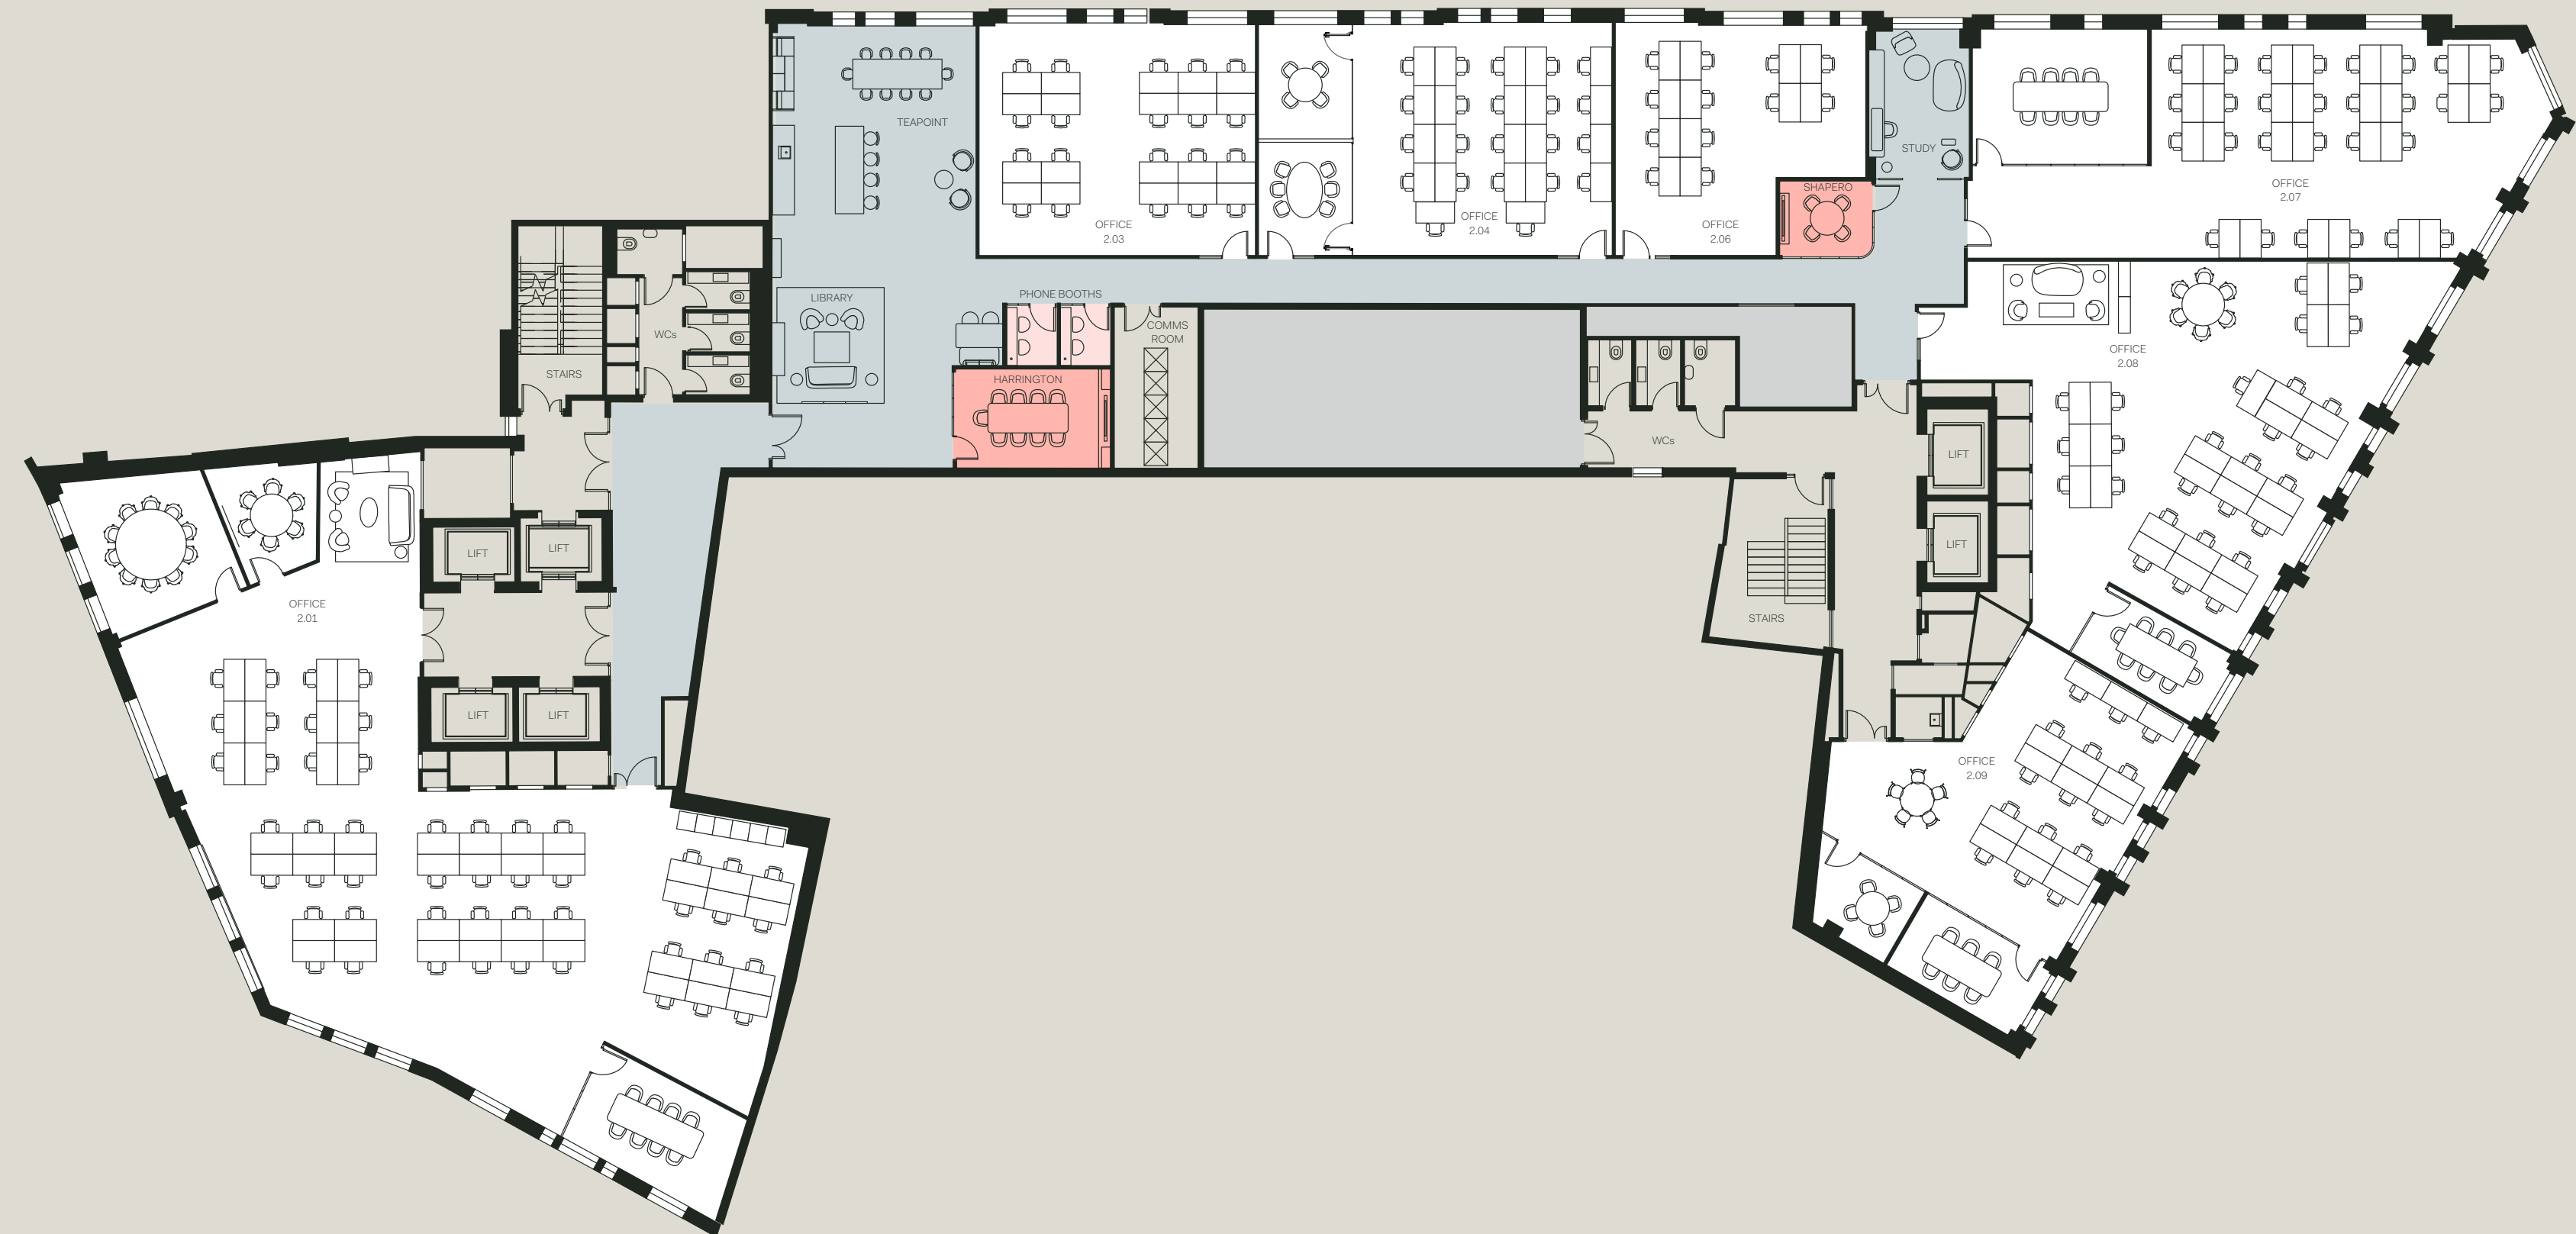 TEAPOINT
STUDY
SHAPERO
OFFICE
2.03
OFFICE
2.04
OFFICE
2.06
OFFICE
2.07
PHONE BOOTHS
LIBRARY
COMMS
ROOM
WCs
STAIRS
HARRINGTON
OFFICE
2.08
WCs
LIFT
LIFT
LIFT
LIFT
OFFICE
2.01
STAIRS
LIFT
LIFT
OFFICE
2.09